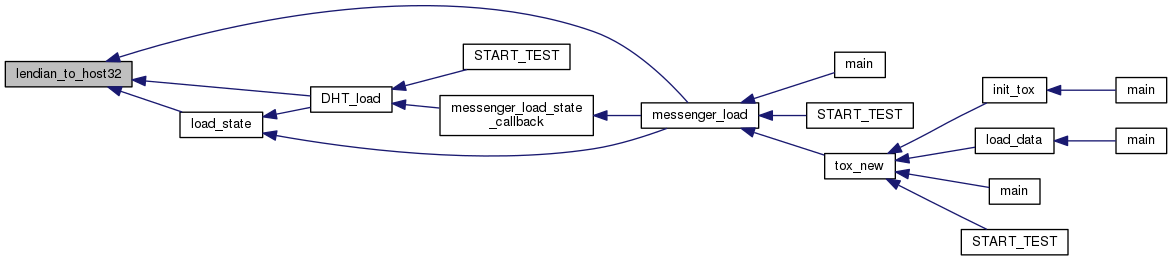 lendian_to_host32
load_state
DHT_load
START_TEST
messenger_load_state
_callback
messenger_load
main
START_TEST
tox_new
init_tox
main
load_data
main
main
START_TEST